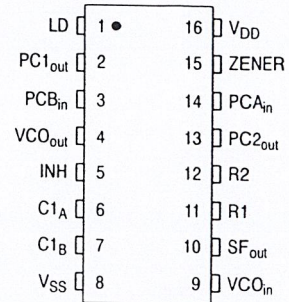 LD 1 16 VDD
PC1out 2 15 ZENER
PCBin 3 14 PCAin
VCOout 4 13 PC2out
INH 5 12 R2
C1A 6 11 R1
C1B 7 10 SFout
VSS 8 9 VCOin